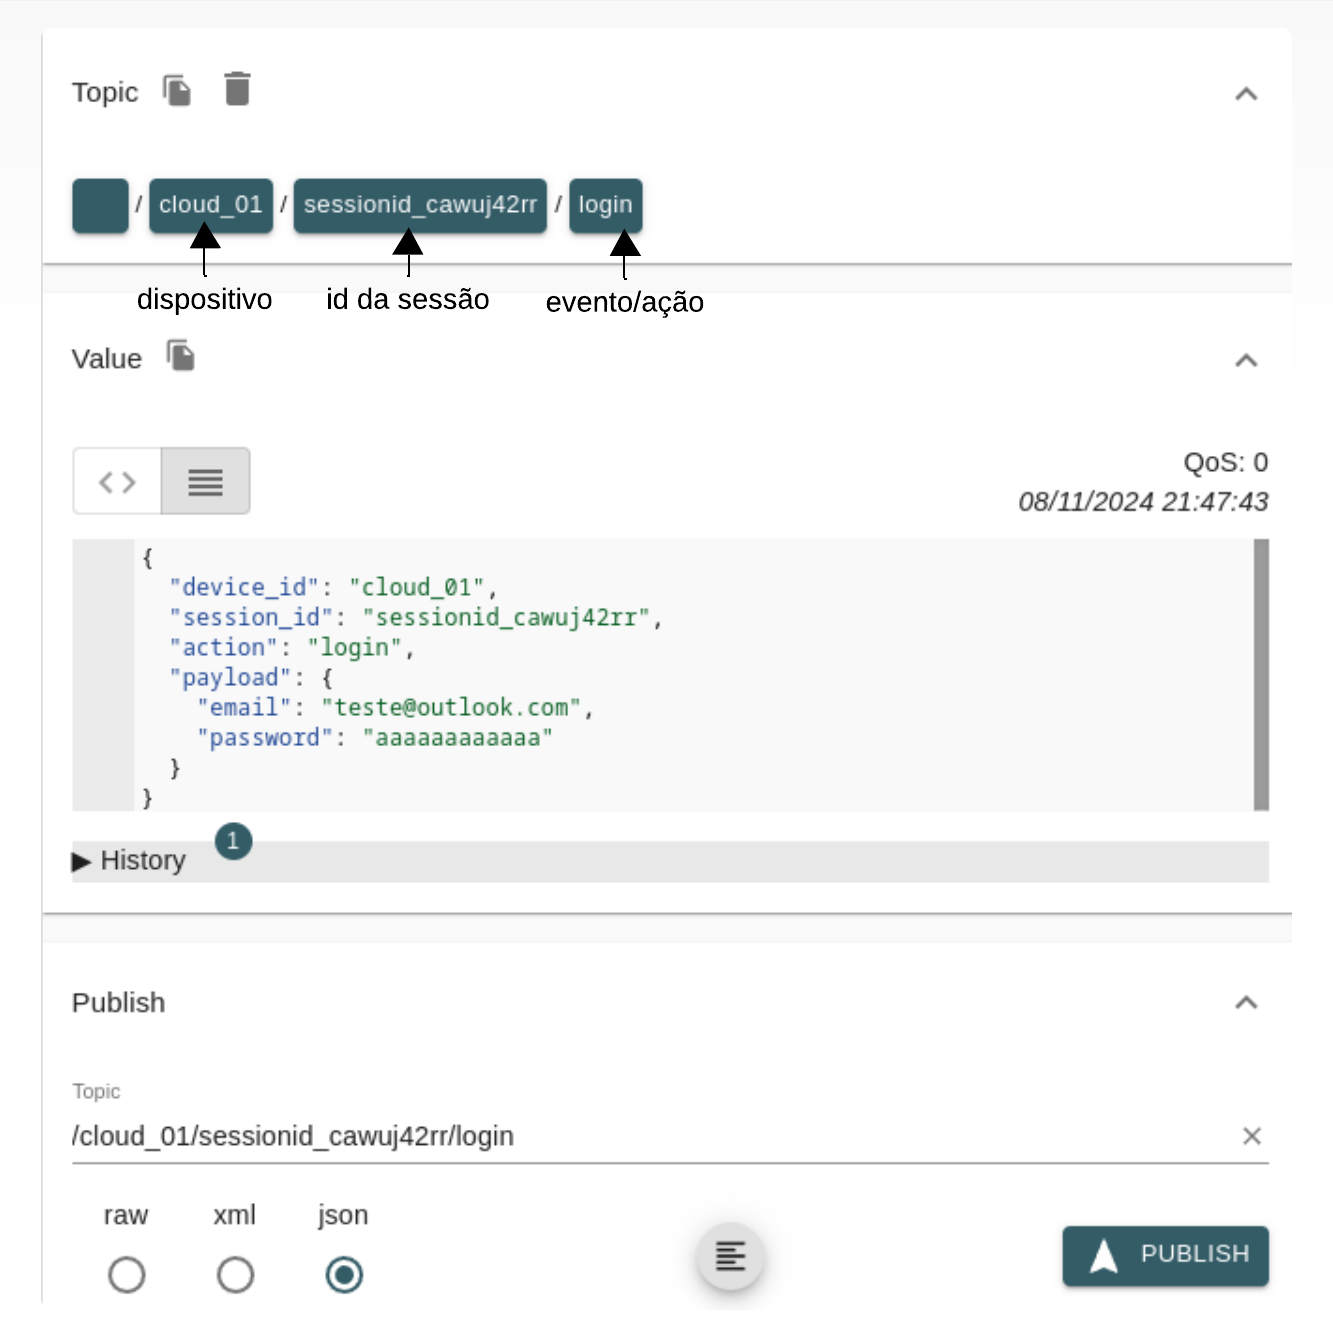 Topic
/ cloud_01 / sessionid_cawuj42rr / login
dispositivo id da sessão evento/ação
Value
QoS: 0
08/11/2024 21:47:43
{
"device_id": "cloud_01",
"session_id": "sessionid_cawuj42rr",
"action": "login",
"payload": {
"email": "teste@outlook.com",
"password": "aaaaaaaaaaaa"
}
}
History 1
Publish
Topic
/cloud_01/sessionid_cawuj42rr/login
raw xml json
PUBLISH